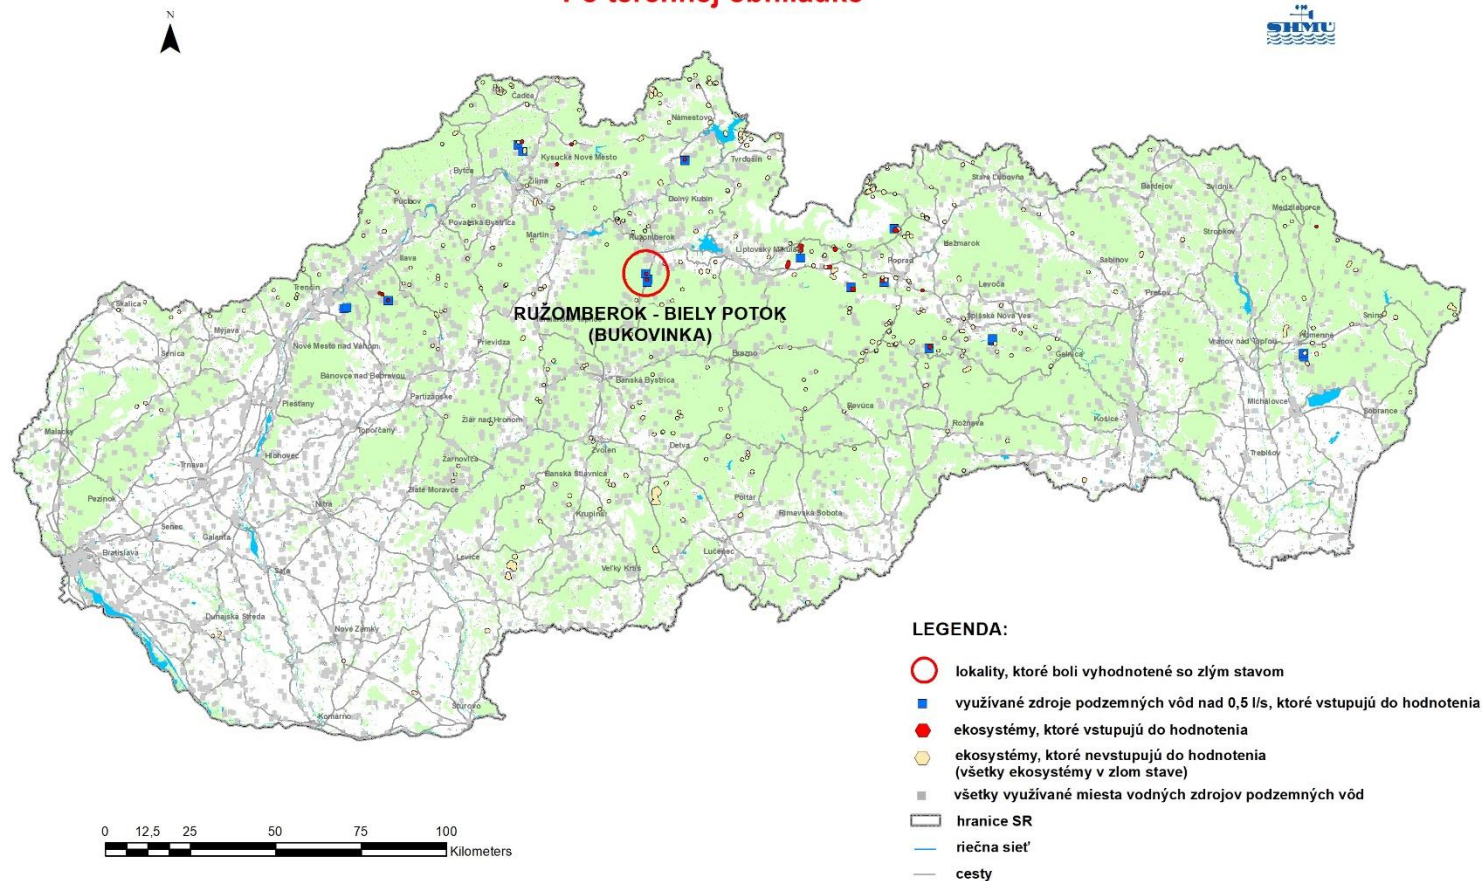 Po terénnej obhliadke
N
SHMÚ
Čadca
Námestovo
Kysucké Nové Mesto
Tvrdošín
Stará Ľubovňa
Bytča
Žilina
Bardejov
Svidník
Dolný Kubín
Medzilaborce
Púchov
Považská Bystrica
Martin
Ružomberok
Liptovský Mikuláš
Stropkov
Kežmarok
Ilava
Poprad
Sabinov
Trenčín
Levoča
Prešov
Skalica
RUŽOMBEROK - BIELY POTOK
(BUKOVINKA)
Spišská Nová Ves
Snina
Myjava
Humenné
Senica
Nové Mesto nad Váhom
Prievidza
Vranov nad Topľou
Brezno
Gelnica
Bánovce nad Bebravou
Banská Bystrica
Partizánske
Piešťany
Revúca
Michalovce
Sobrance
Topoľčany
Žiar nad Hronom
Rožňava
Košice
Malacky
Detva
Zvolen
Hlohovec
Žarnovica
Trebišov
Trnava
Banská Štiavnica
Zlaté Moravce
Pezinok
Poltár
Nitra
Krupina
Rimavská Sobota
Senec
Galanta
Bratislava
Levice
Lučenec
Šaľa
Veľký Krtíš
Dunajská Streda
Nové Zámky
Štúrovo
Komárno
LEGENDA:
lokality, ktoré boli vyhodnotené so zlým stavom
využívané zdroje podzemných vôd nad 0,5 l/s, ktoré vstupujú do hodnotenia
ekosystémy, ktoré vstupujú do hodnotenia
ekosystémy, ktoré nevstupujú do hodnotenia
(všetky ekosystémy v zlom stave)
všetky využívané miesta vodných zdrojov podzemných vôd
hranice SR
riečna sieť
cesty
0 12,5 25 50 75 100
Kilometers